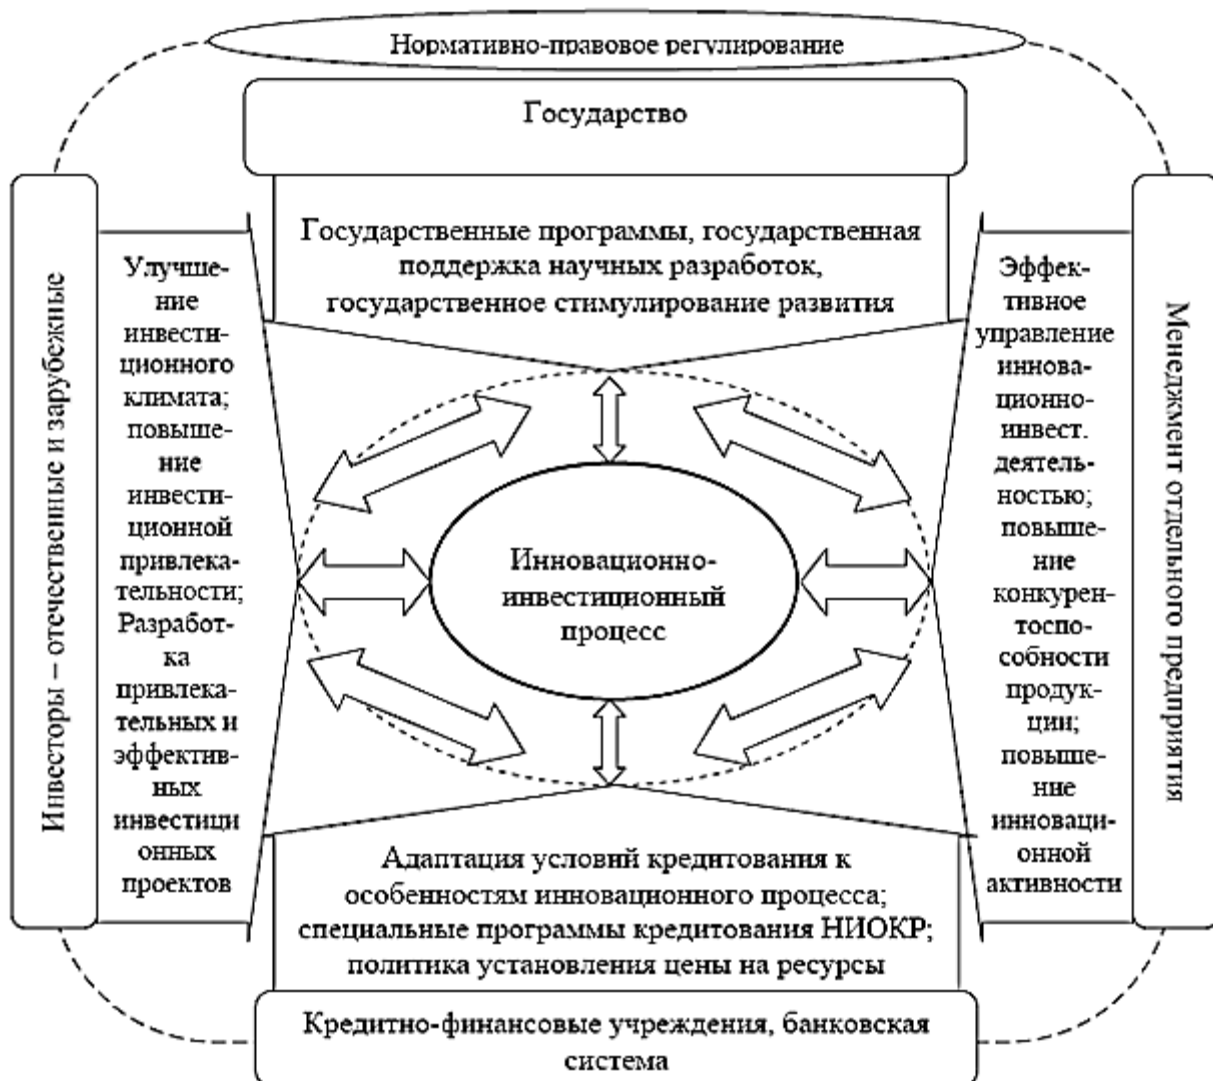 Нормативно-правовое регулирование
Государство
Государственные программы, государственная
поддержка научных разработок,
государственное стимулирование развития
Инвесторы – отечественные и зарубежные
Улучше-
ние
инвести-
ционного
климата;
повыше-
ние
инвести-
ционной
привлека-
тельности;
Разработ-
ка
привлека-
тельных и
эффектив-
ных
инвестици
онных
проектов
Инновационно-
инвестиционный
процесс
Эффек-
тивное
управление
иннова-
ционно-
инвест.
деятель-
ностью;
повыше-
ние
конкурен-
тоспо-
собности
продук-
ции;
повыше-
ние
инноваци-
онной
активности
Менеджмент отдельного предприятия
Адаптация условий кредитования к
особенностям инновационного процесса;
специальные программы кредитования НИОКР;
политика установления цены на ресурсы
Кредитно-финансовые учреждения, банковская
система